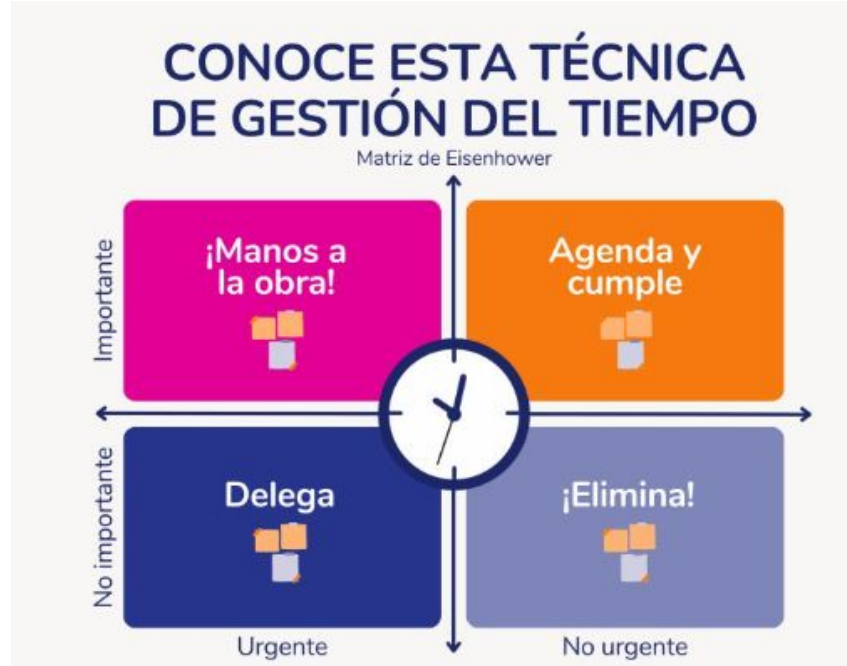 CONOCE ESTA TÉCNICA
DE GESTIÓN DEL TIEMPO
Matriz de Eisenhower
Importante
¡Manos a
la obra!
Agenda y
cumple
No importante
Delega
¡Elimina!
Urgente
No urgente